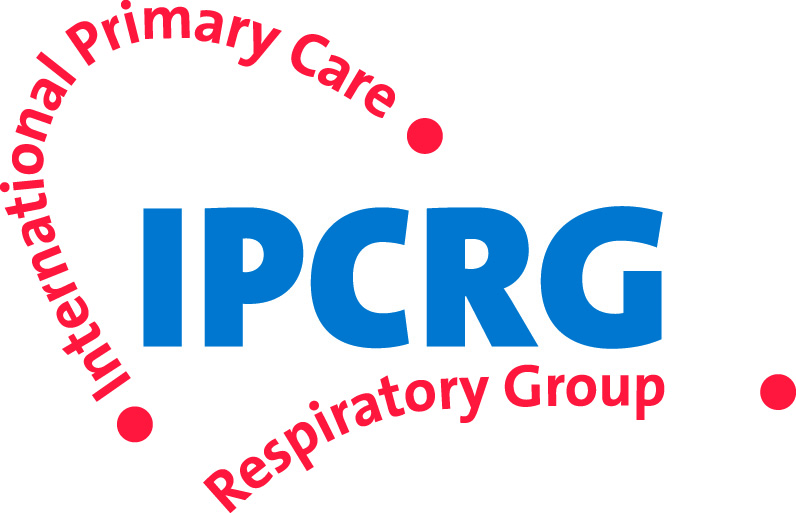 International Primary Care
IPCRG
Respiratory Group